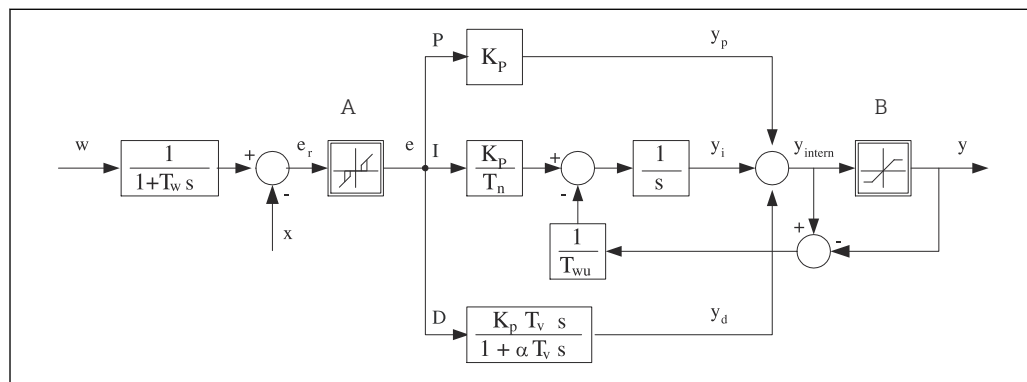 P
K_P
y_p
A
B
w
1
1+T_w s
+
-
e_r
x
e
I
K_P
T_n
+
-
1
s
y_i
y_intern
y
1
T_wu
+
-
D
K_p T_v s
1 + α T_v s
y_d